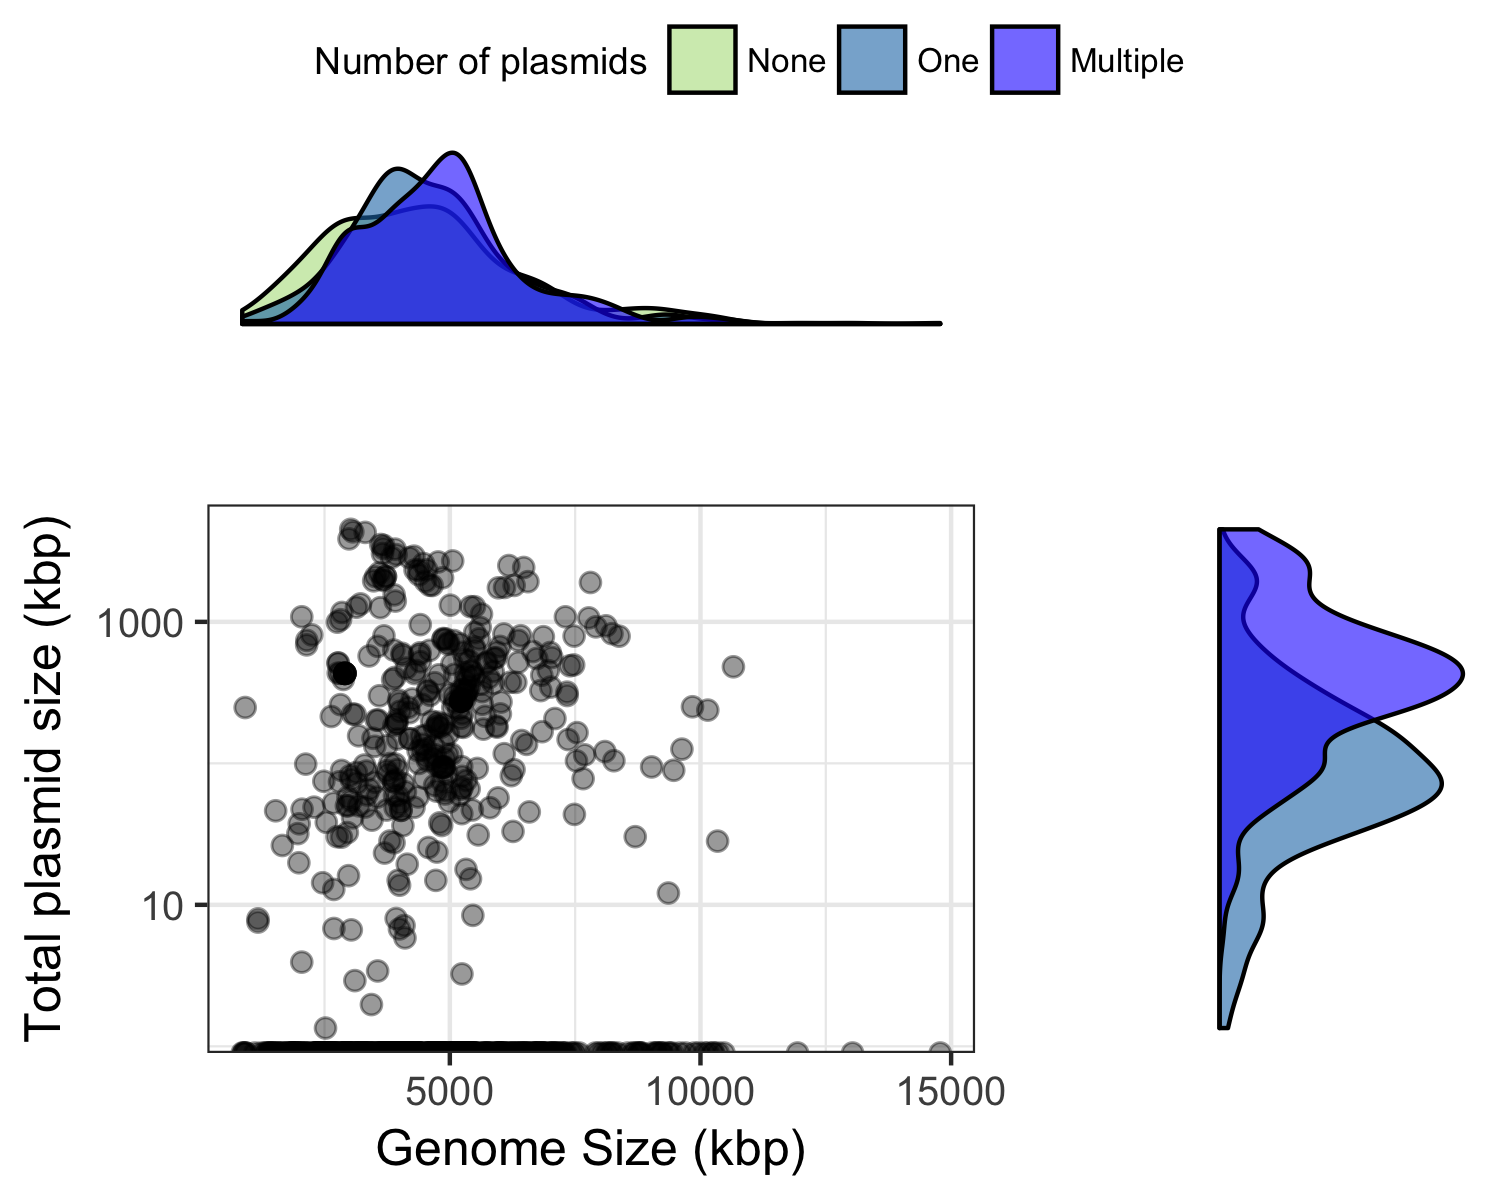 Number of plasmids None One Multiple
Total plasmid size (kbp)
1000
10
5000 10000 15000
Genome Size (kbp)